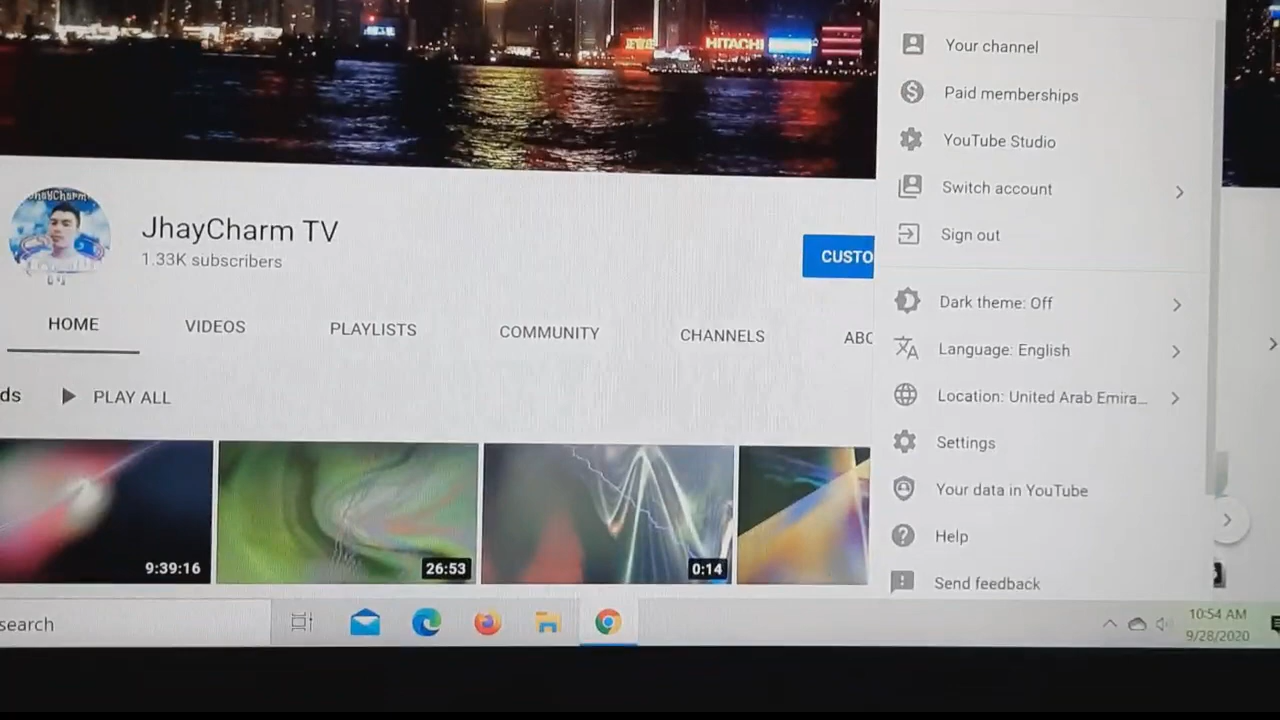 HITACHI
Your channel
Paid memberships
YouTube Studio
Switch account
Sign out
JhayCharm
JhayCharm TV
1.33K subscribers
CUSTO
HOME
VIDEOS
PLAYLISTS
COMMUNITY
CHANNELS
ABC
Dark theme: Off
Language: English
Location: United Arab Emira...
Settings
Your data in YouTube
Help
Send feedback
ds
PLAY ALL
9:39:16
26:53
0:14
search
10:54 AM
9/28/2020